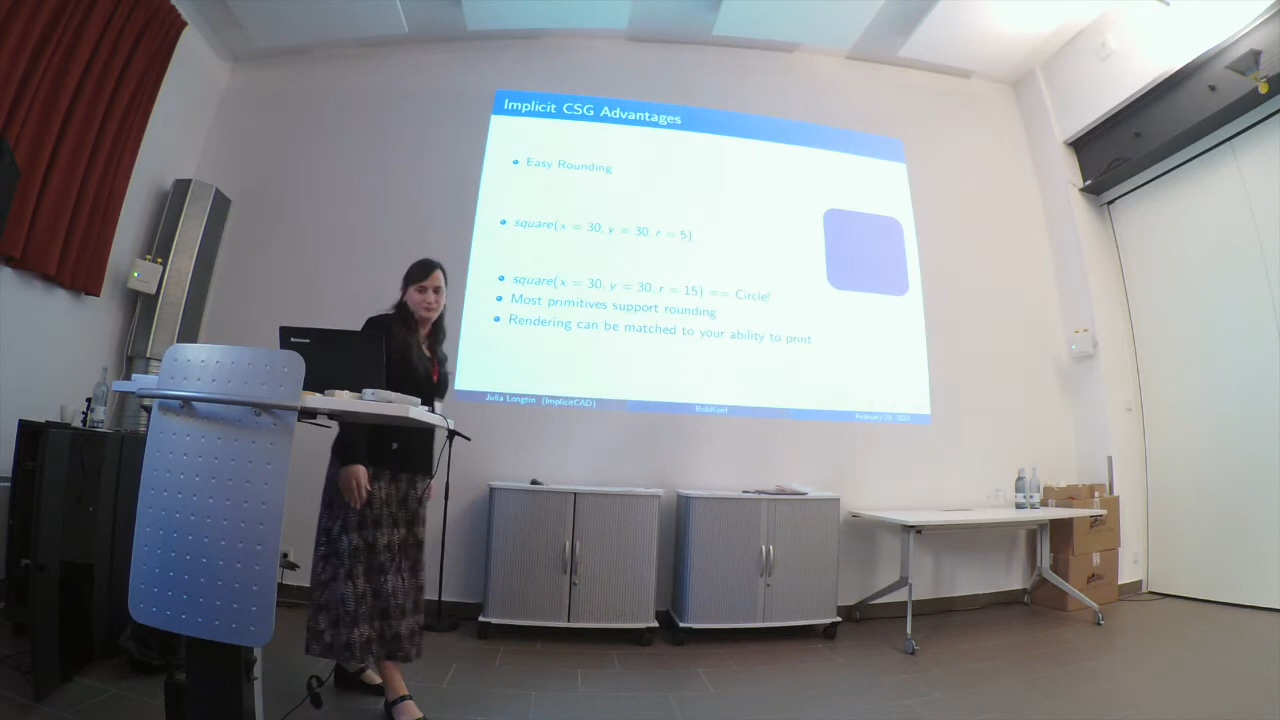 Implicit CSG Advantages
Easy Rounding
square(x = 30, y = 30, r = 5)
square(x = 30, y = 30, r = 15) == Circle!
Most primitives support rounding
Rendering can be matched to your ability to print
Julia Longtin (ImplicitCAD)
BobKonf